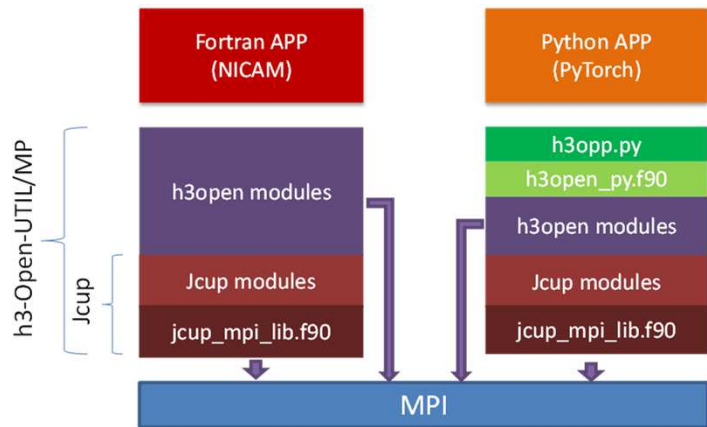 Fortran APP
(NICAM)
Python APP
(PyTorch)
h3-Open-UTIL/MP
Jcup
h3open modules
Jcup modules
jcup_mpi_lib.f90
h3opp.py
h3open_py.f90
h3open modules
Jcup modules
jcup_mpi_lib.f90
MPI